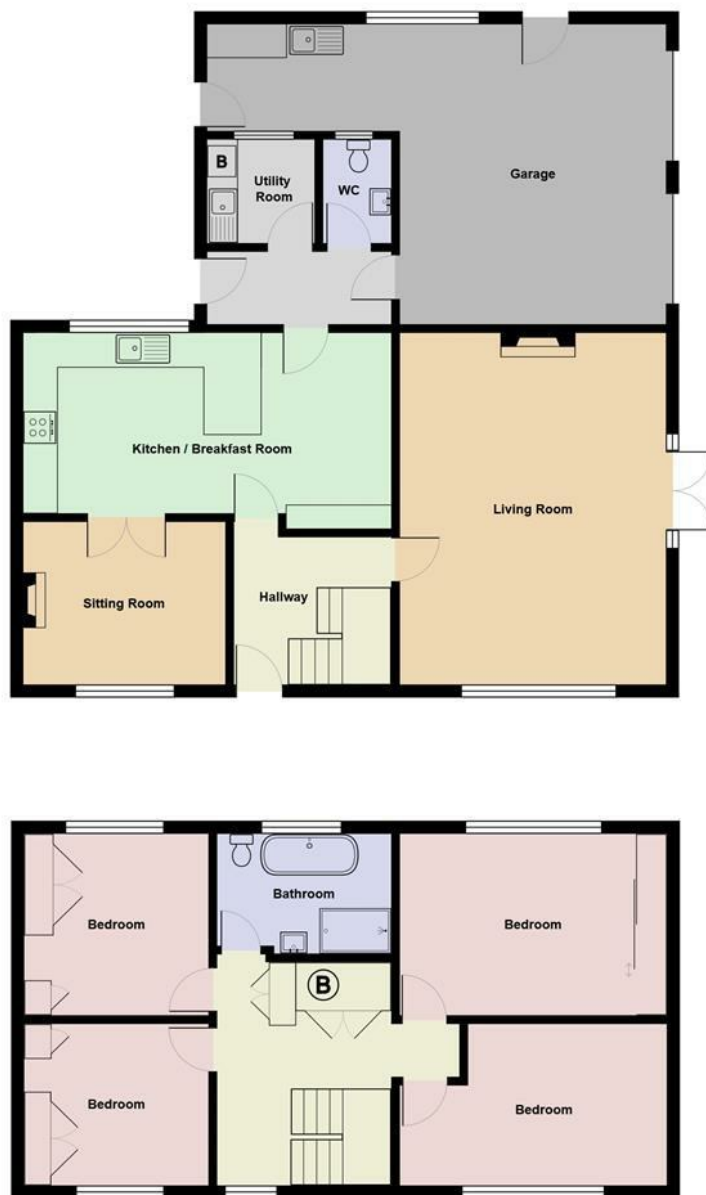 B
Utility
Room
WC
Garage
Kitchen / Breakfast Room
Living Room
Sitting Room
Hallway
Bathroom
Bedroom
Bedroom
B
Bedroom
Bedroom